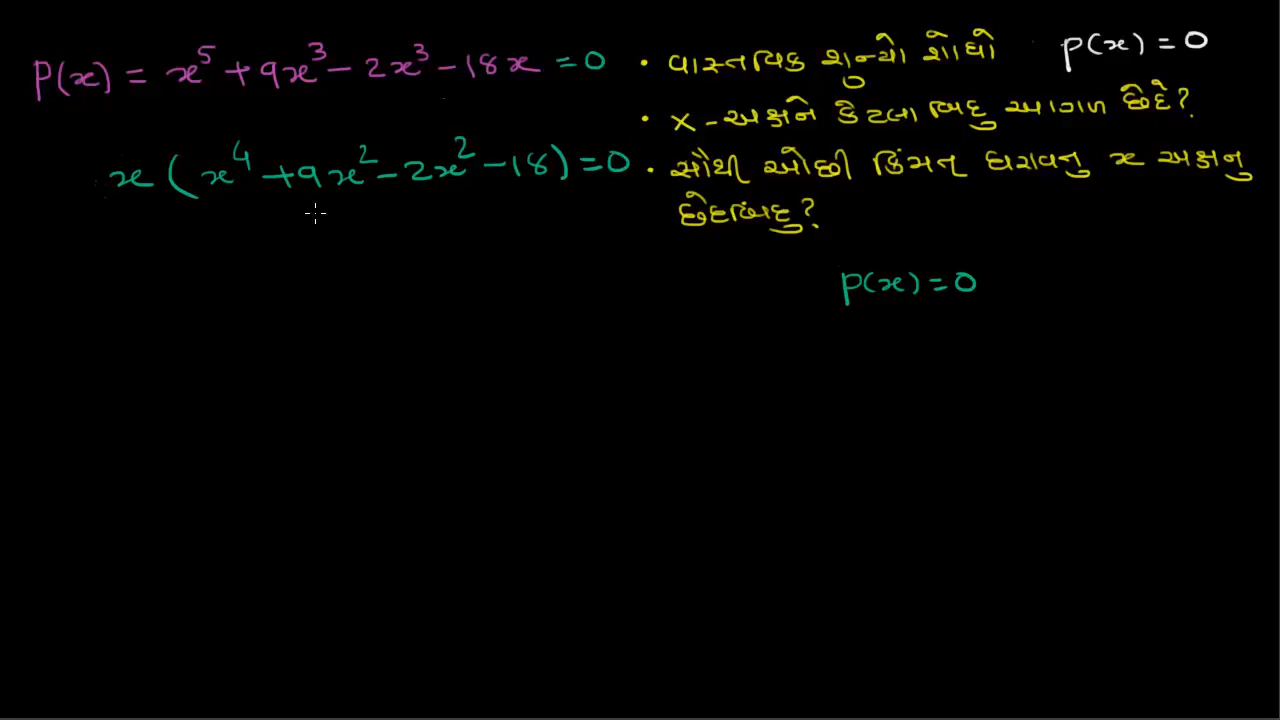 P(x) = x⁵ + 9x³ - 2x³ - 18x = 0
x (x⁴ + 9x² - 2x² - 18) = 0
• વાસ્તવિક શુન્યો શોધો P(x) = 0
• X - અક્ષને કેટલા બિંદુ આગળ છેદે?
• સૌથી ઓછી કિંમત ધરાવનુ x અક્ષનુ
છેદબિંદુ?
P(x) = 0